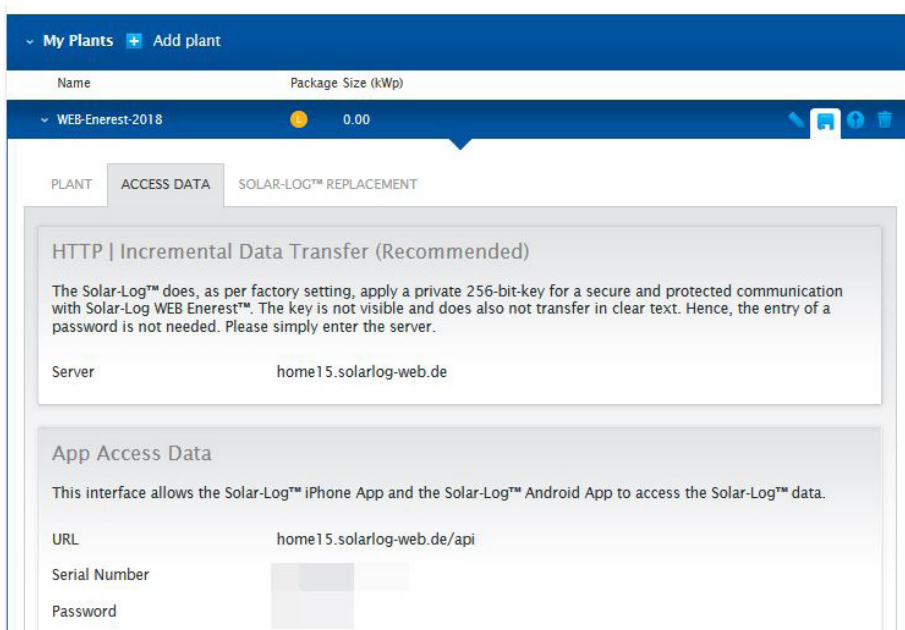 My Plants + Add plant
Name Package Size (kWp)
WEB-Enerest-2018 L 0.00
PLANT ACCESS DATA SOLAR-LOG™ REPLACEMENT
HTTP | Incremental Data Transfer (Recommended)
The Solar-Log™ does, as per factory setting, apply a private 256-bit-key for a secure and protected communication
with Solar-Log WEB Enerest™. The key is not visible and does also not transfer in clear text. Hence, the entry of a
password is not needed. Please simply enter the server.
Server home15.solarlog-web.de
App Access Data
This interface allows the Solar-Log™ iPhone App and the Solar-Log™ Android App to access the Solar-Log™ data.
URL home15.solarlog-web.de/api
Serial Number
Password